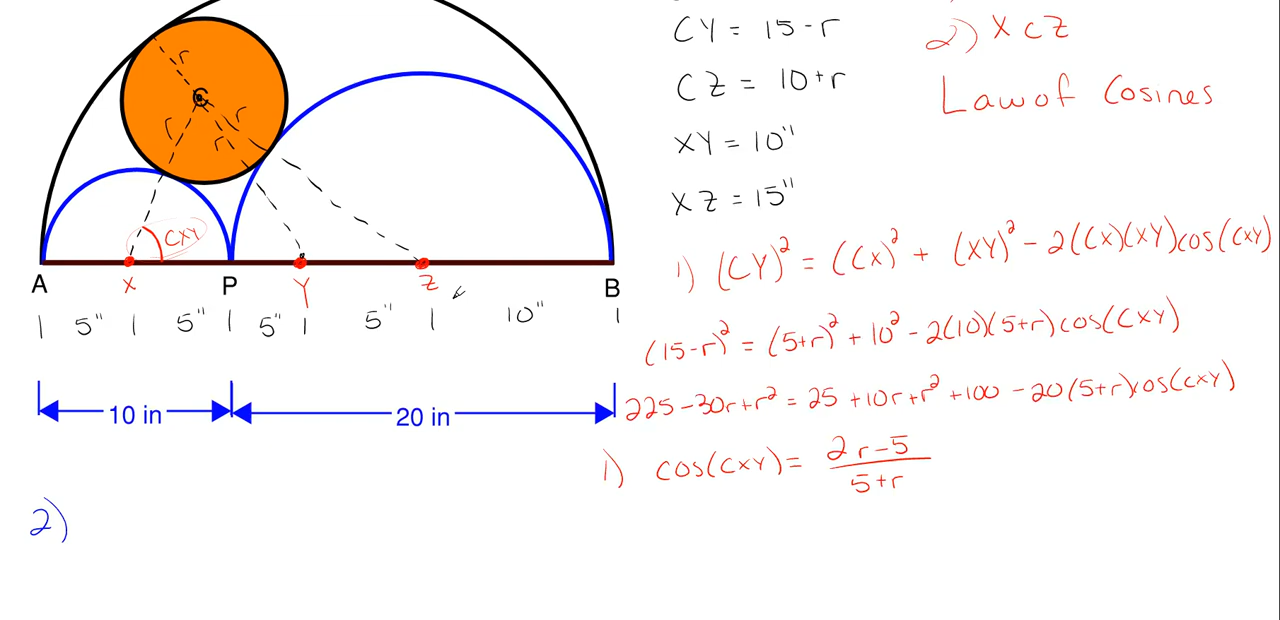 CY = 15 - r
2) XCZ
CZ = 10 + r
Law of Cosines
XY = 10"
XZ = 15"
r
C
r
r
r
CXY
A X P Y Z B
5" 5" 5" 5" 10"
1) (CY)² = (CX)² + (XY)² - 2(CX)(XY)cos(CXY)
(15-r)² = (5+r)² + 10² - 2(10)(5+r)cos(CXY)
225 - 30r + r² = 25 + 10r + r² + 100 - 20(5+r)cos(CXY)
10 in 20 in
1) cos(CXY) = (2r-5)/(5+r)
2)